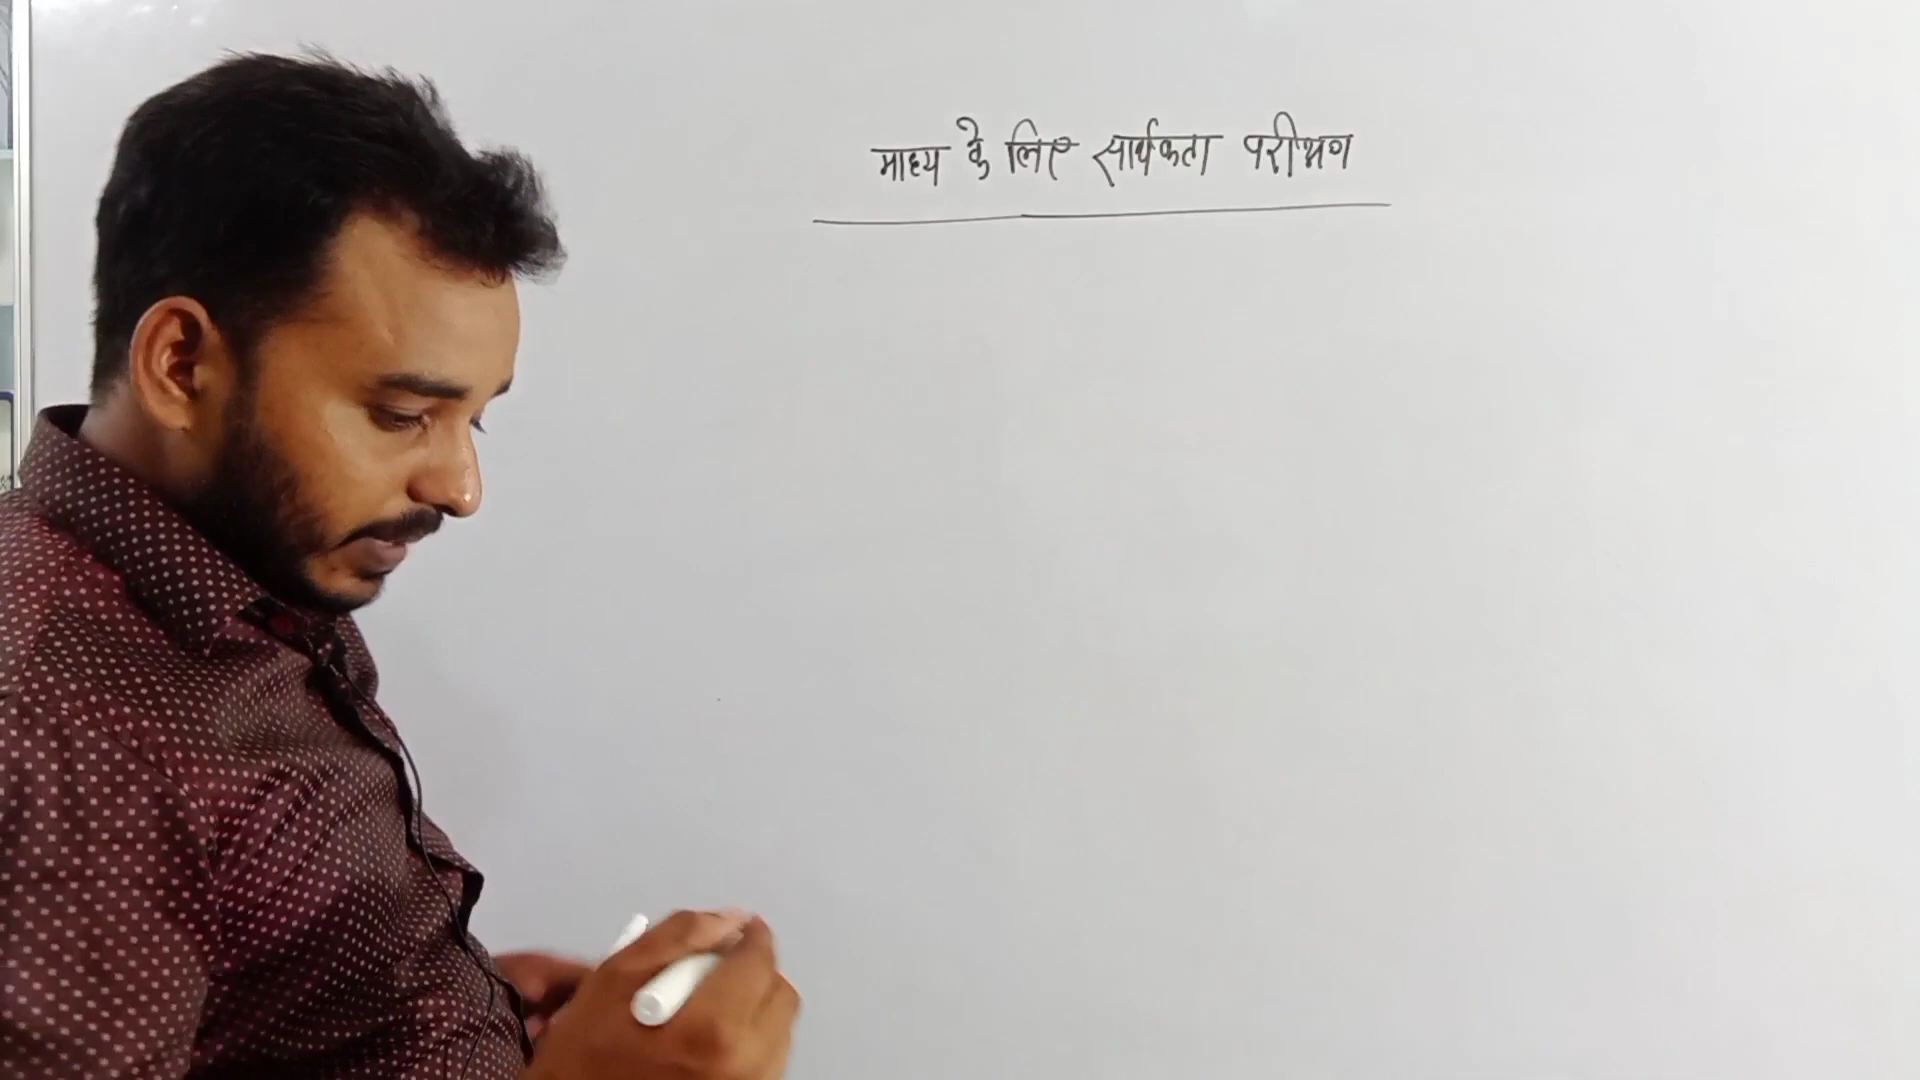 माध्य के लिए सार्थकता परीक्षण